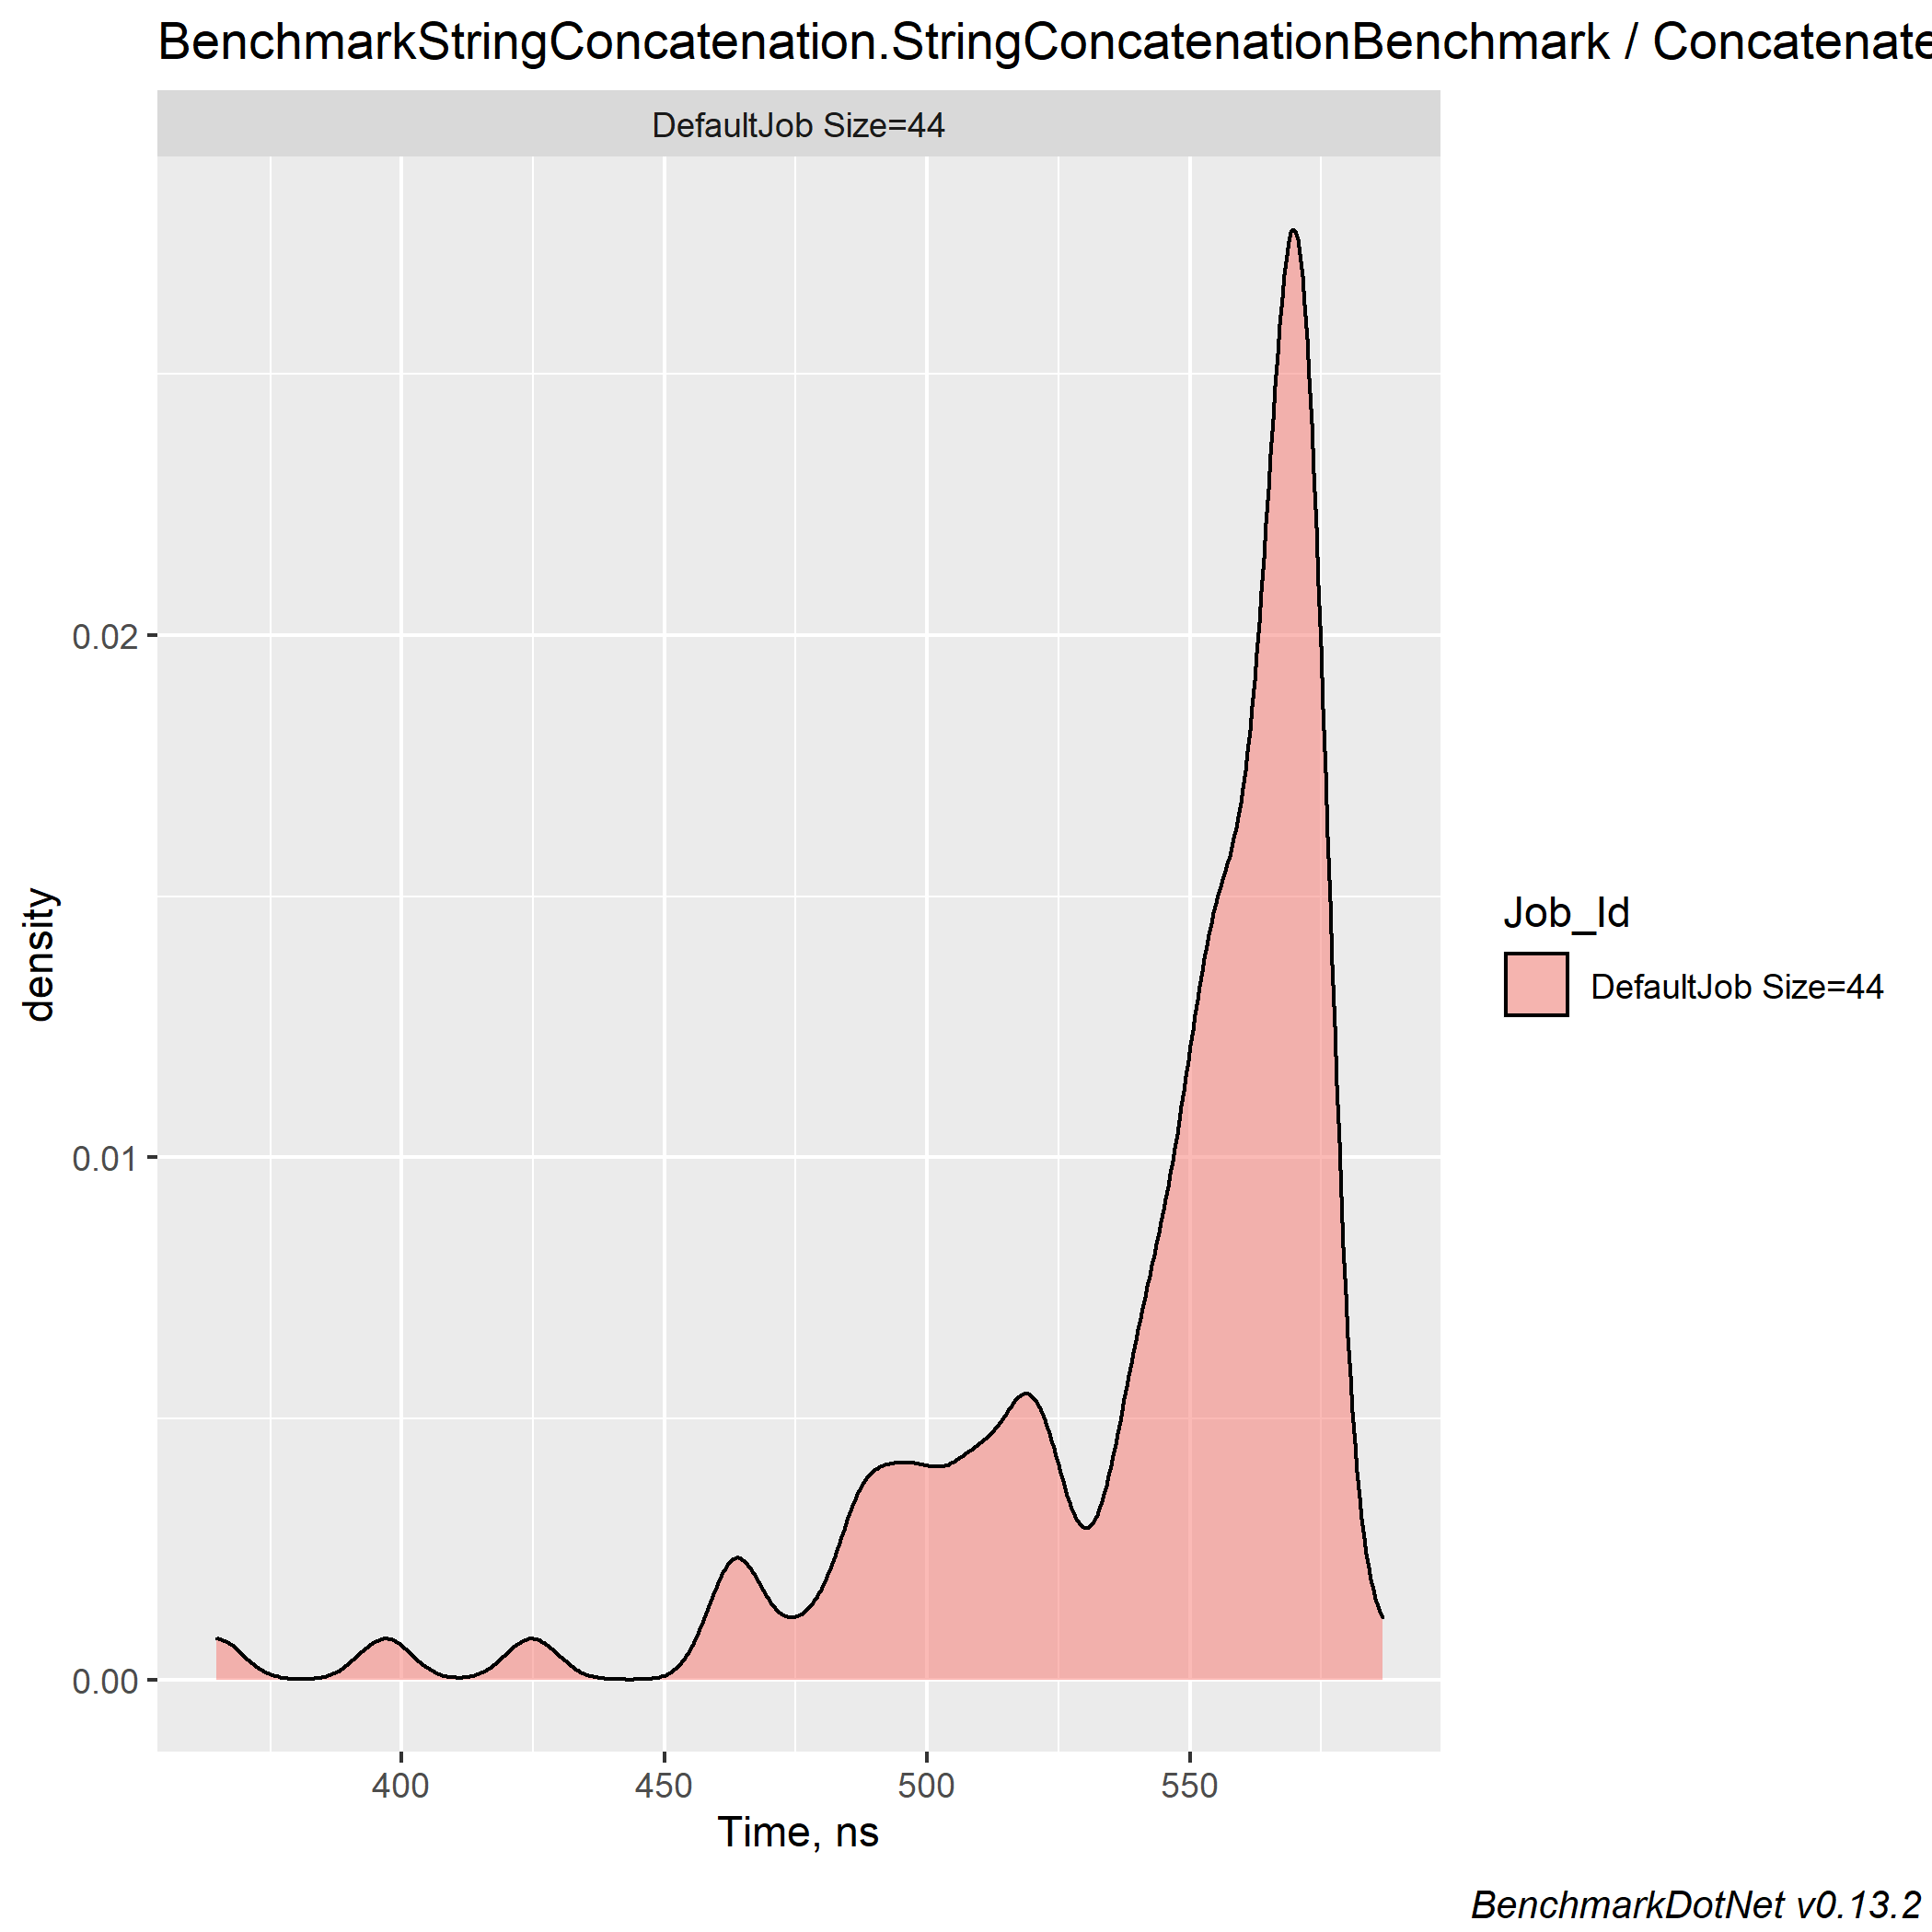 BenchmarkStringConcatenation.StringConcatenationBenchmark / Concatenate
DefaultJob Size=44
0.02
0.01
0.00
density
400 450 500 550
Time, ns
Job_Id
DefaultJob Size=44
BenchmarkDotNet v0.13.2